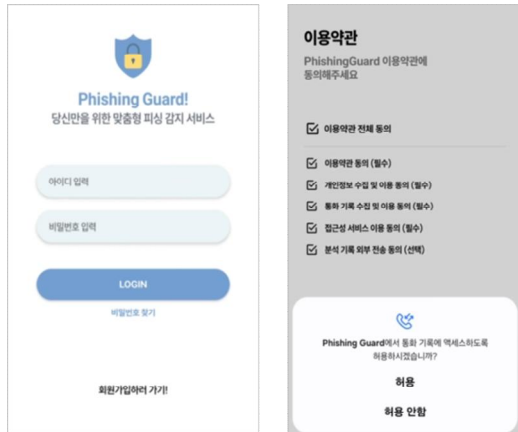 Phishing Guard!
당신만을 위한 맞춤형 피싱 감지 서비스
아이디 입력
비밀번호 입력
LOGIN
비밀번호 찾기
회원가입하러 가기!
이용약관
PhishingGuard 이용약관에
동의해주세요
이용약관 전체 동의
이용약관 동의 (필수)
개인정보 수집 및 이용 동의 (필수)
통화 기록 수집 및 이용 동의 (필수)
접근성 서비스 이용 동의 (필수)
분석 기록 외부 전송 동의 (선택)
Phishing Guard에서 통화 기록에 액세스하도록
허용하시겠습니까?
허용
허용 안함